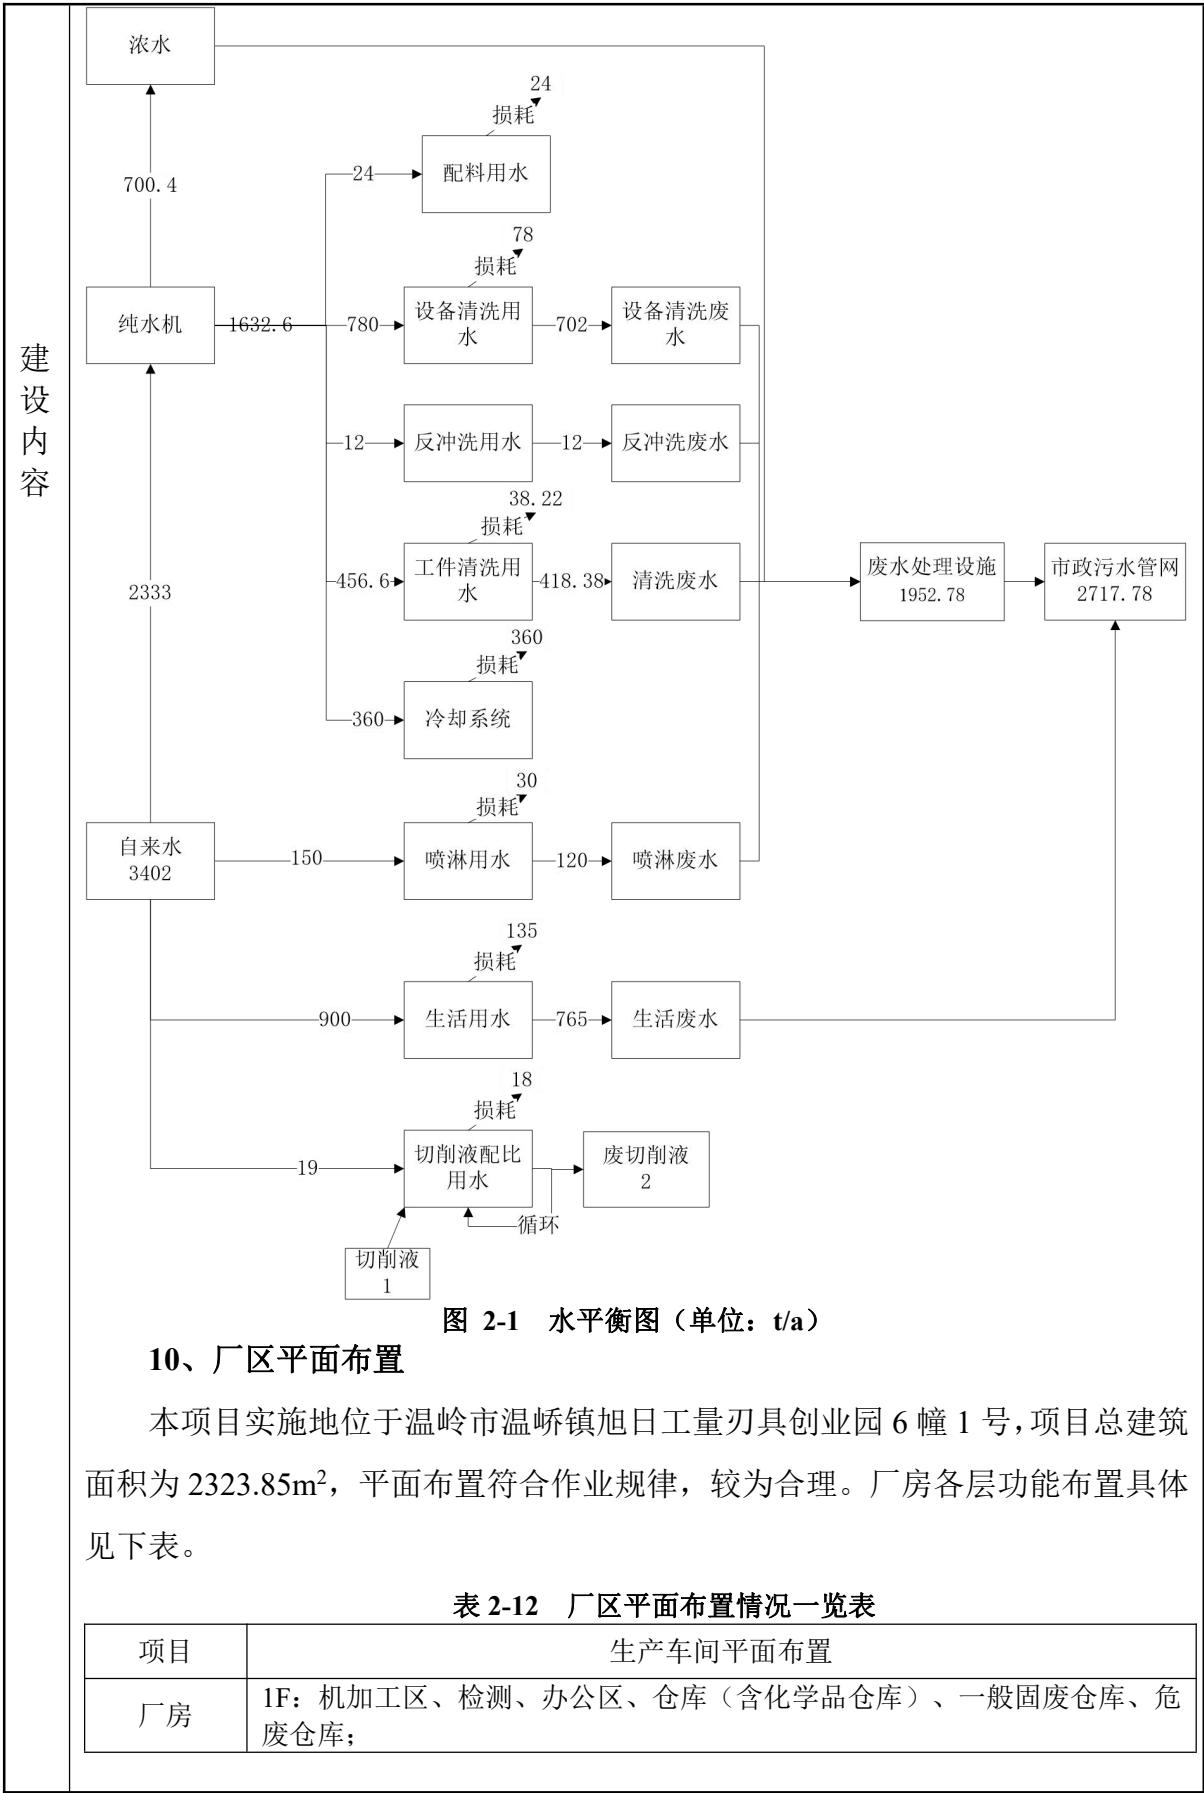 建
设
内
容
浓水
700.4
纯水机
1632.6
2333
自来水
3402
24
配料用水
损耗
24
780
设备清洗用
水
损耗
78
702
设备清洗废
水
12
反冲洗用水
12
反冲洗废水
456.6
工件清洗用
水
损耗
38.22
418.38
清洗废水
废水处理设施
1952.78
市政污水管网
2717.78
360
冷却系统
损耗
360
150
喷淋用水
损耗
30
120
喷淋废水
900
生活用水
损耗
135
765
生活废水
19
切削液配比
用水
损耗
18
废切削液
2
循环
切削液
1
图 2-1 水平衡图（单位：t/a）
10、厂区平面布置
本项目实施地位于温岭市温峤镇旭日工量刃具创业园 6 幢 1 号，项目总建筑
面积为 2323.85m²，平面布置符合作业规律，较为合理。厂房各层功能布置具体
见下表。
表 2-12 厂区平面布置情况一览表
项目
生产车间平面布置
厂房
1F：机加工区、检测、办公区、仓库（含化学品仓库）、一般固废仓库、危
废仓库；